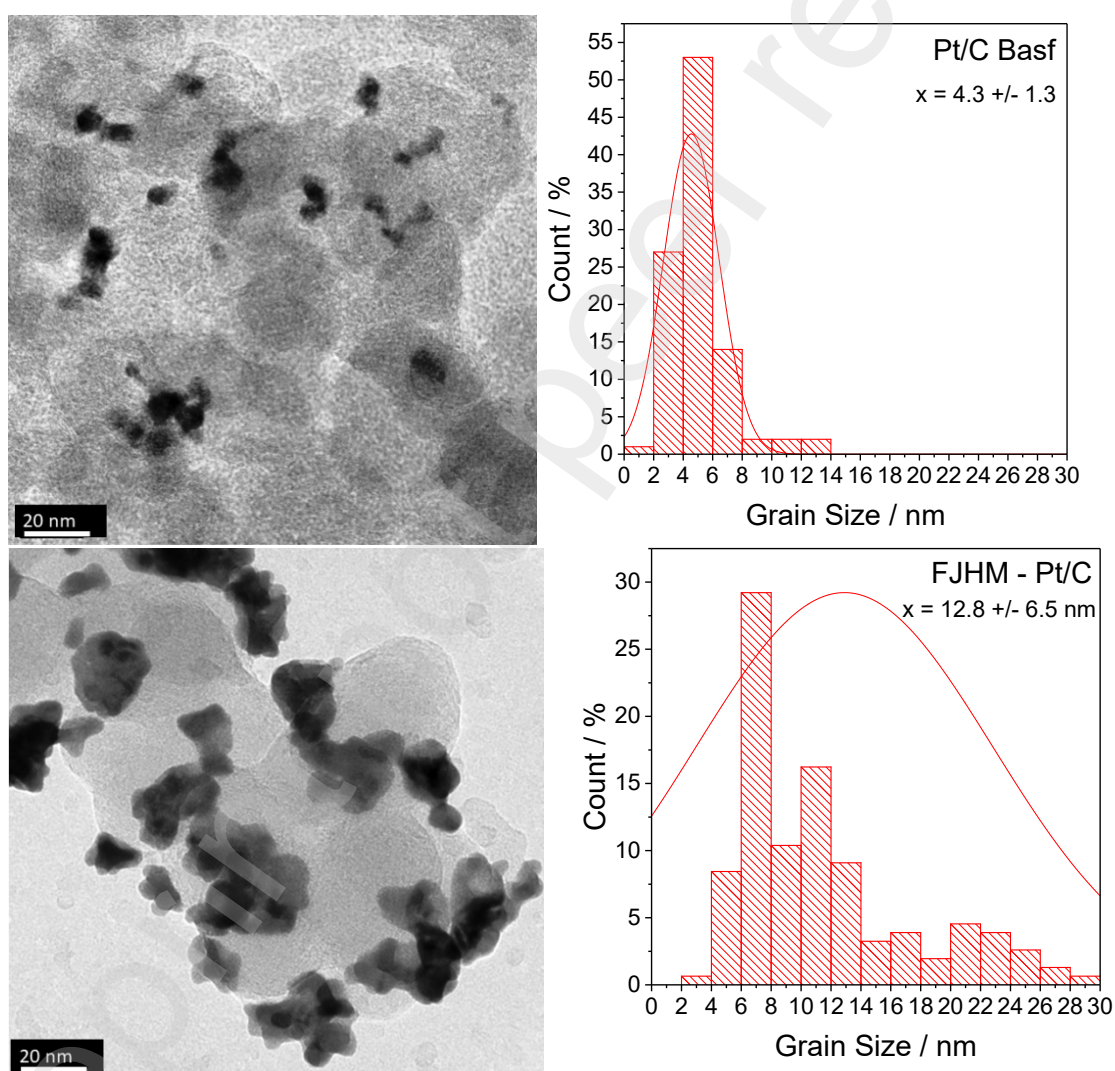 20 nm
Pt/C Basf
x = 4.3 +/- 1.3
Count / %
55
50
45
40
35
30
25
20
15
10
5
0
0 2 4 6 8 10 12 14 16 18 20 22 24 26 28 30
Grain Size / nm
peer re
20 nm
FJHM - Pt/C
x = 12.8 +/- 6.5 nm
Count / %
30
25
20
15
10
5
0
0 2 4 6 8 10 12 14 16 18 20 22 24 26 28 30
Grain Size / nm